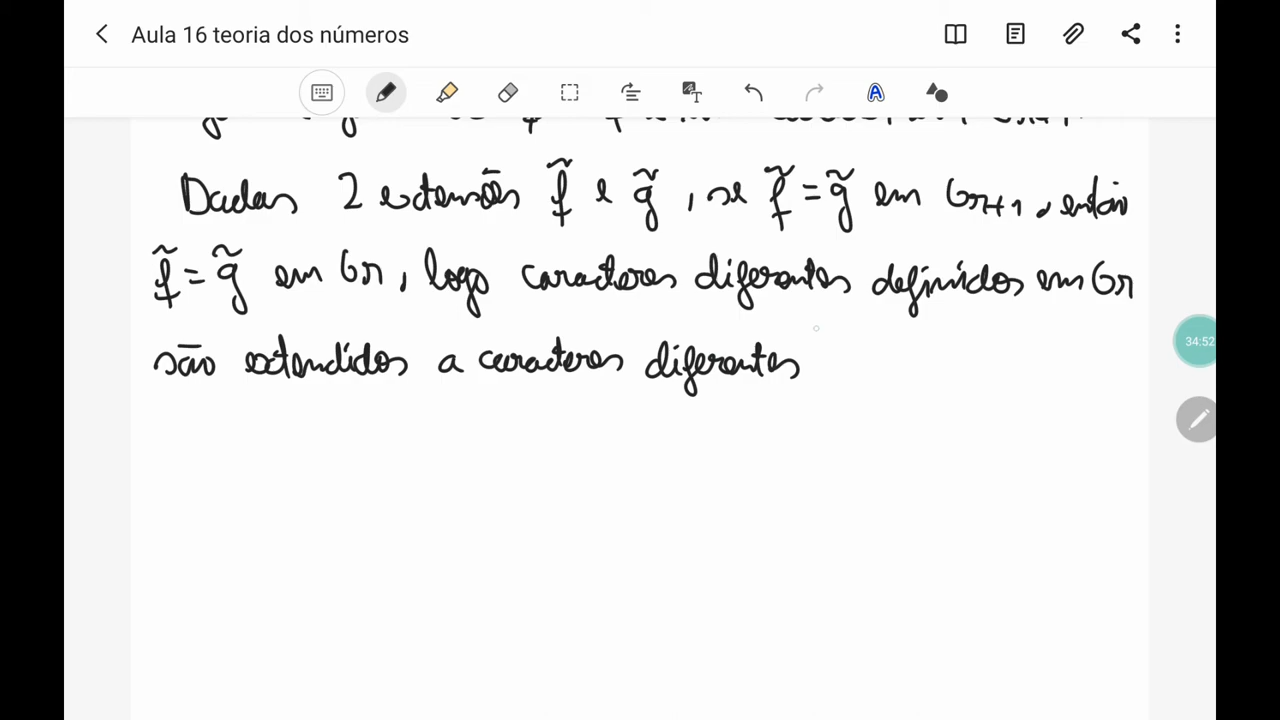 Aula 16 teoria dos números
Dadas 2 extensões f̃ e g̃, se f̃ = g̃ em Gr+1, então
f̃ = g̃ em Gr, logo caracteres diferentes definidos em Gr
são extendidos a caracteres diferentes
34:52